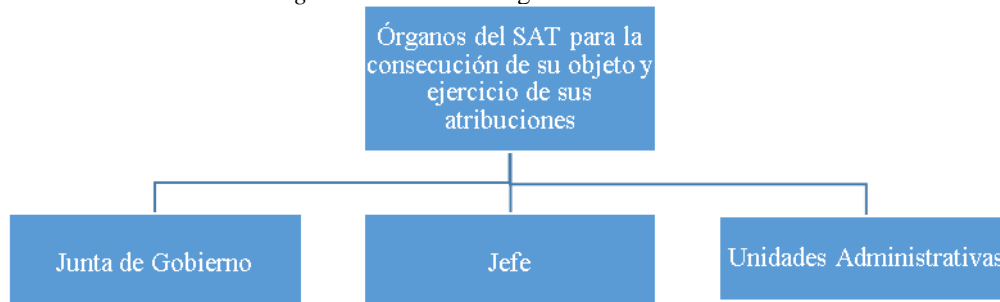 Órganos del SAT para la
consecución de su objeto y
ejercicio de sus
atribuciones
Junta de Gobierno
Jefe
Unidades Administrativas